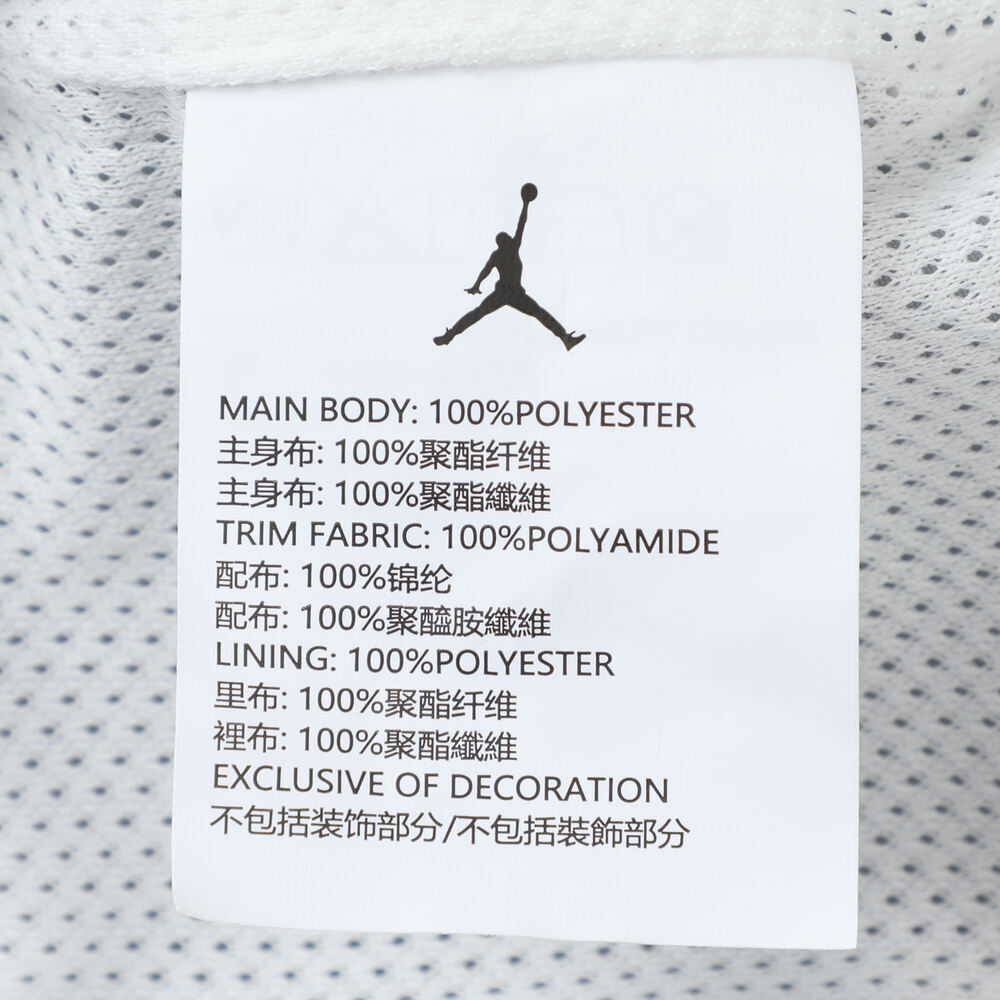 MAIN BODY: 100%POLYESTER
主身布: 100%聚酯纤维
主身布: 100%聚酯纖維
TRIM FABRIC: 100%POLYAMIDE
配布: 100%锦纶
配布: 100%聚醯胺纖維
LINING: 100%POLYESTER
里布: 100%聚酯纤维
裡布: 100%聚酯纖維
EXCLUSIVE OF DECORATION
不包括装饰部分/不包括裝飾部分